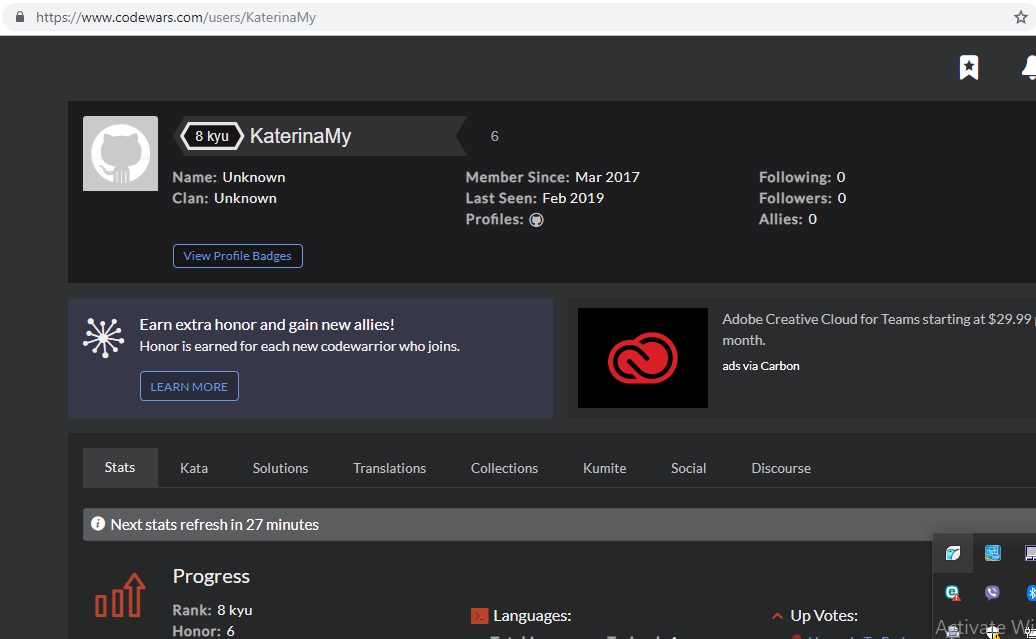 https://www.codewars.com/users/KaterinaMy
8 kyu KaterinaMy 6
Name: Unknown
Clan: Unknown
Member Since: Mar 2017
Last Seen: Feb 2019
Profiles:
Following: 0
Followers: 0
Allies: 0
View Profile Badges
Earn extra honor and gain new allies!
Honor is earned for each new codewarrior who joins.
LEARN MORE
Adobe Creative Cloud for Teams starting at $29.99
month.
ads via Carbon
Stats Kata Solutions Translations Collections Kumite Social Discourse
Next stats refresh in 27 minutes
Progress
Rank: 8 kyu
Honor: 6
Languages:
Up Votes:
Activate